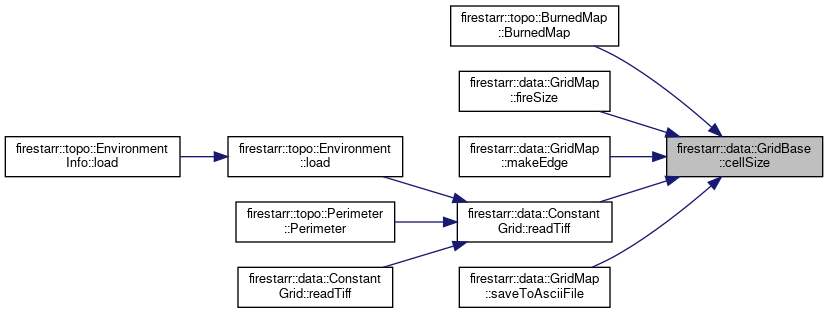 firestarr::topo::BurnedMap
::BurnedMap
firestarr::data::GridMap
::fireSize
firestarr::topo::Environment
Info::load
firestarr::topo::Environment
::load
firestarr::data::GridMap
::makeEdge
firestarr::data::GridBase
::cellSize
firestarr::topo::Perimeter
::Perimeter
firestarr::data::Constant
Grid::readTiff
firestarr::data::Constant
Grid::readTiff
firestarr::data::GridMap
::saveToAsciiFile